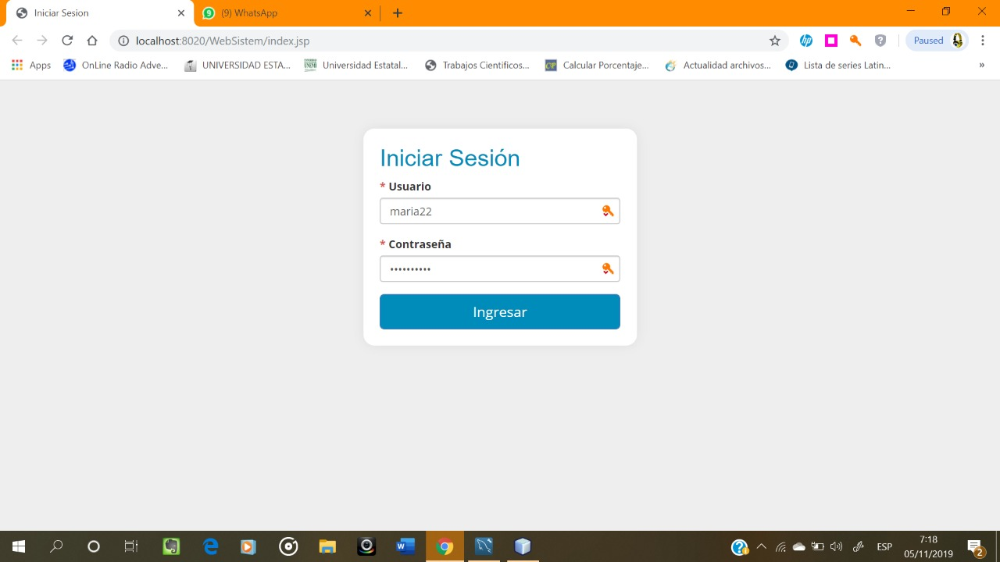 Iniciar Sesion
(9) WhatsApp
localhost:8020/WebSistem/index.jsp
Paused
Apps
OnLine Radio Adve...
UNIVERSIDAD ESTA...
Universidad Estatal...
Trabajos Cientificos...
Calcular Porcentaje...
Actualidad archivos...
Lista de series Latin...
»
Iniciar Sesión
* Usuario
maria22
* Contraseña
••••••••••
Ingresar
ESP
7:18
05/11/2019
2